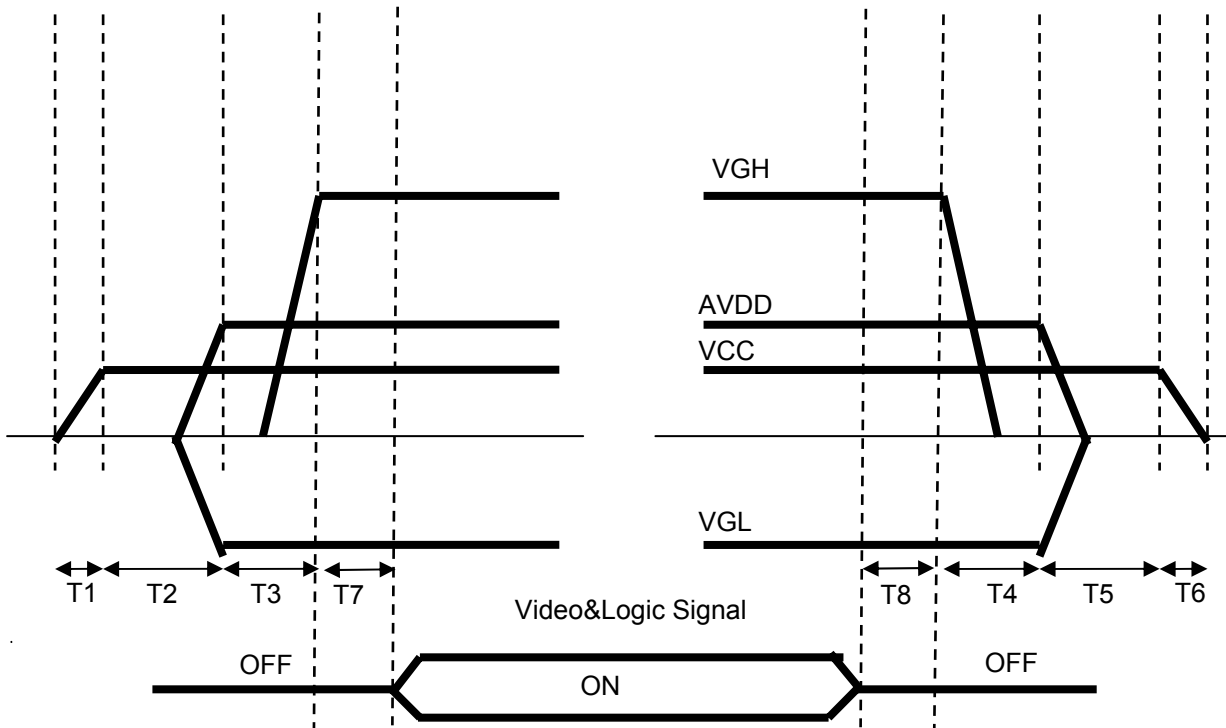 VGH
AVDD
VCC
VGL
T1 T2 T3 T7 T8 T4 T5 T6
Video&Logic Signal
OFF ON OFF